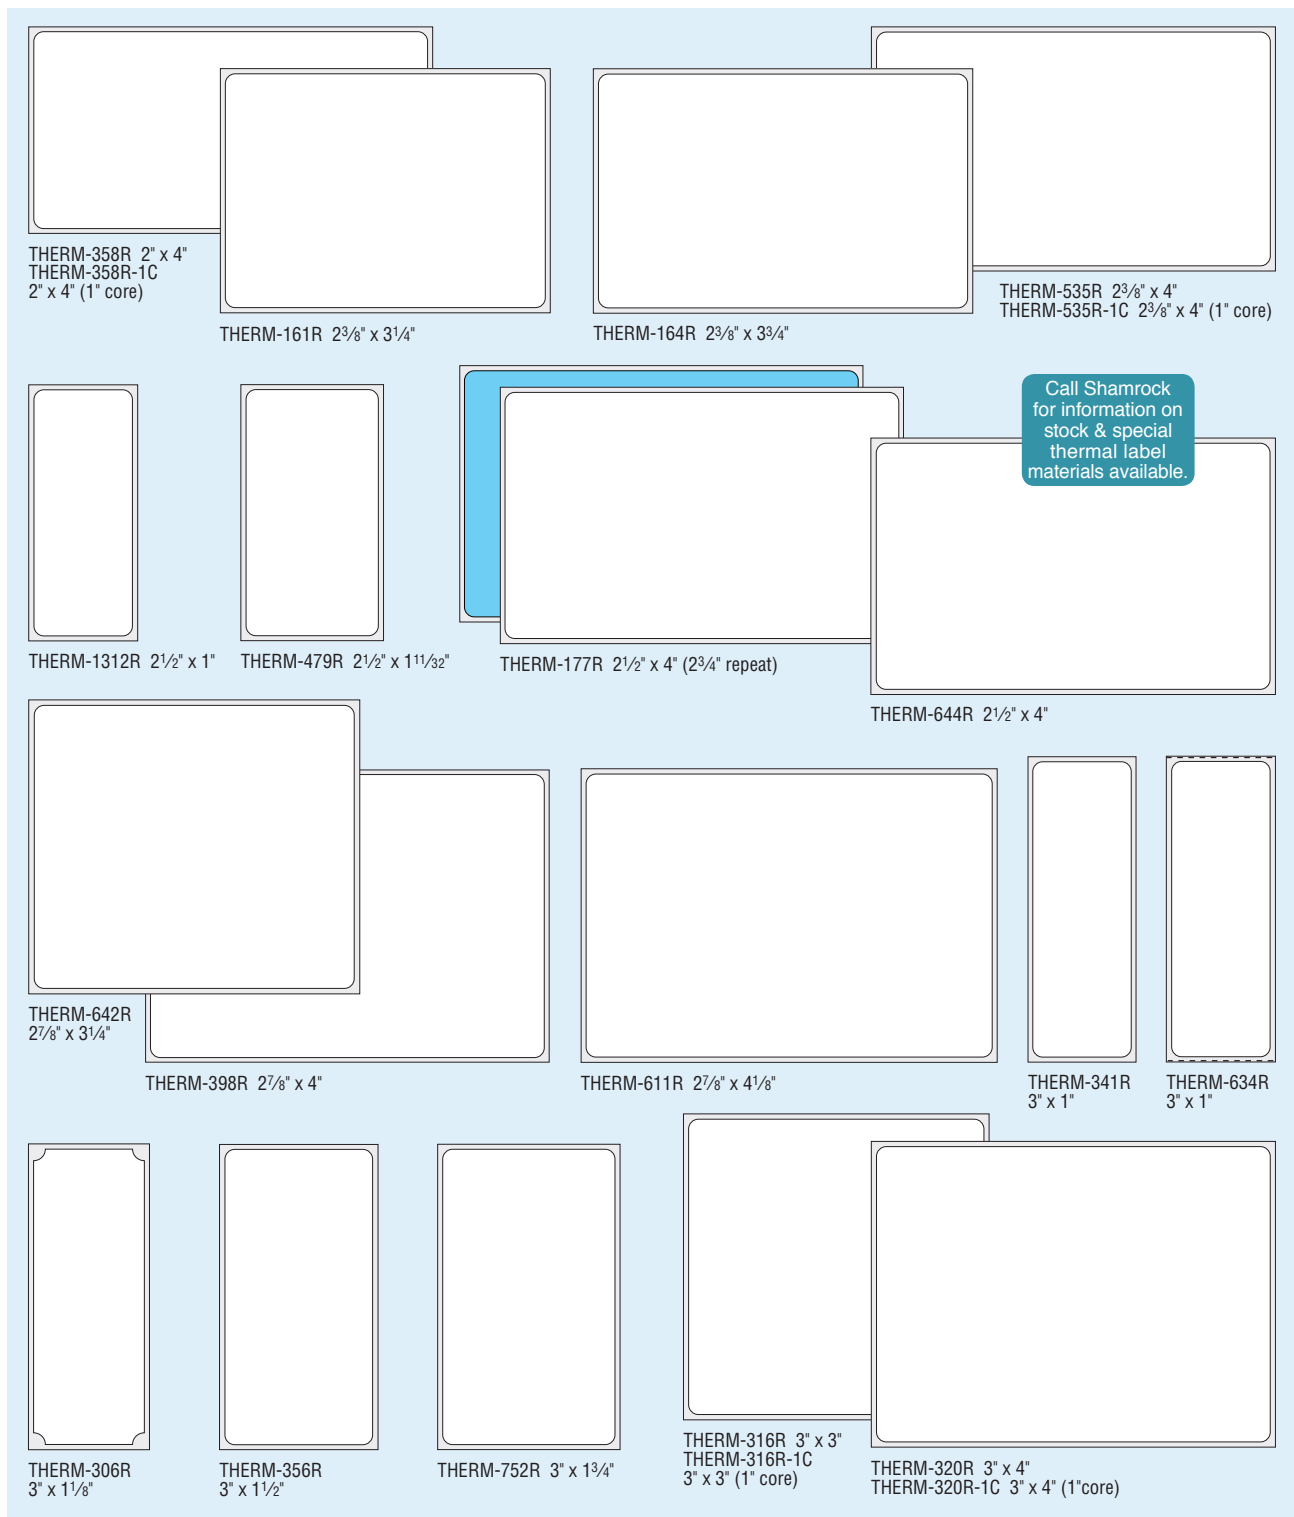 THERM-358R 2" x 4"
THERM-358R-1C
2" x 4" (1" core)
THERM-161R 2⅜" x 3¼"
THERM-164R 2⅜" x 3¾"
THERM-535R 2⅜" x 4"
THERM-535R-1C 2⅜" x 4" (1" core)
Call Shamrock
for information on
stock & special
thermal label
materials available.
THERM-1312R 2½" x 1"
THERM-479R 2½" x 1¹¹⁄₃₂"
THERM-177R 2½" x 4" (2¾" repeat)
THERM-644R 2½" x 4"
THERM-642R
2⅞" x 3¼"
THERM-398R 2⅞" x 4"
THERM-611R 2⅞" x 4⅛"
THERM-341R
3" x 1"
THERM-634R
3" x 1"
THERM-306R
3" x 1⅛"
THERM-356R
3" x 1½"
THERM-752R 3" x 1¾"
THERM-316R 3" x 3"
THERM-316R-1C
3" x 3" (1" core)
THERM-320R 3" x 4"
THERM-320R-1C 3" x 4" (1"core)